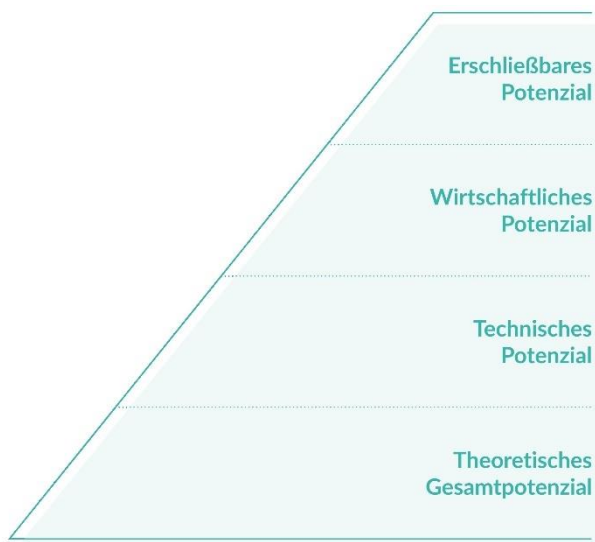 Erschließbares
Potenzial
Wirtschaftliches
Potenzial
Technisches
Potenzial
Theoretisches
Gesamtpotenzial